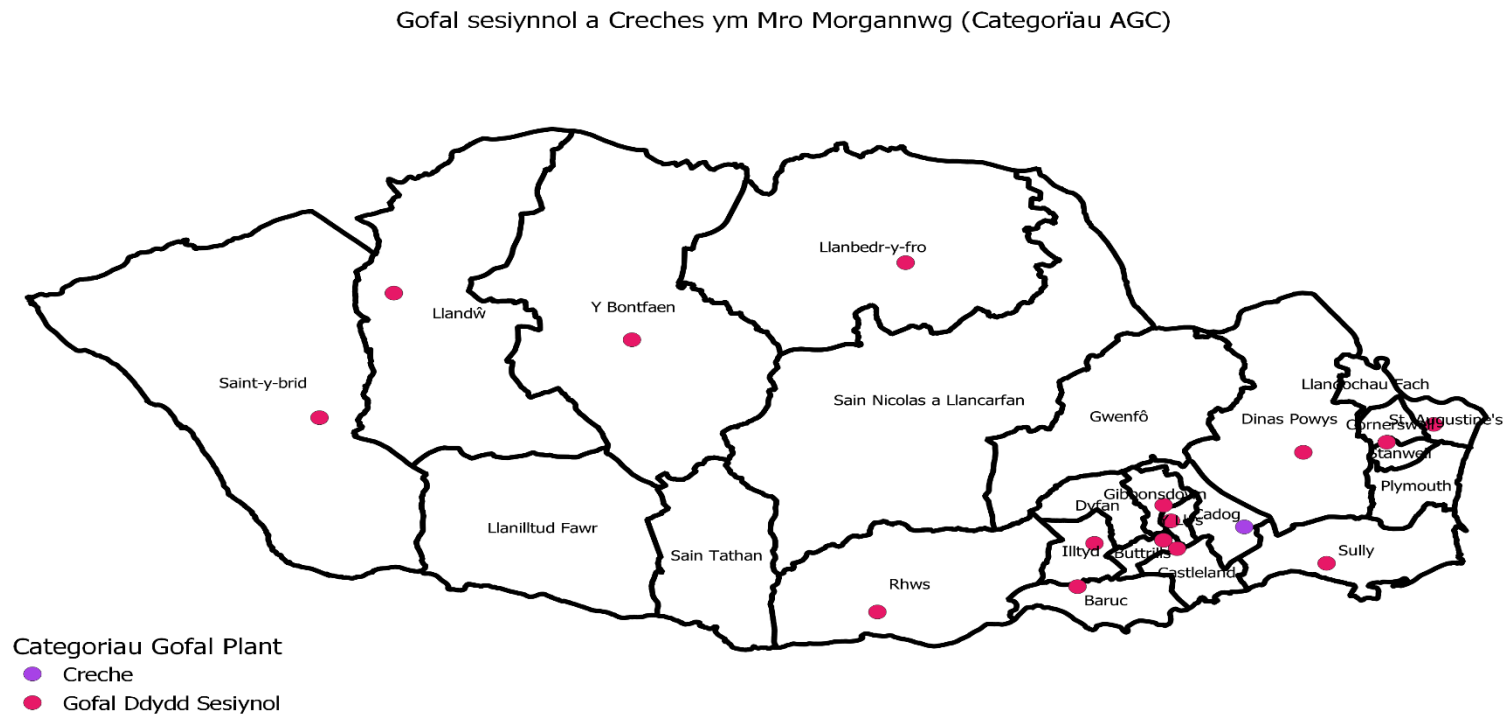 Gofal sesiynnol a Creches ym Mro Morgannwg (Categorïau AGC)
Llanbedr-y-fro
Llandŵ
Y Bontfaen
Saint-y-brid
Sain Nicolas a Llancarfan
Gwenfô
Llandochau Fach
Dinas Powys
St. Augustine's
Cornerswell
Stanwell
Plymouth
Gibbonsdown
Dyfan
Cadog
Llanilltud Fawr
Sain Tathan
Illtyd
Buttrills
Sully
Castleland
Rhws
Baruc
Categoriau Gofal Plant
Creche
Gofal Ddydd Sesiynol